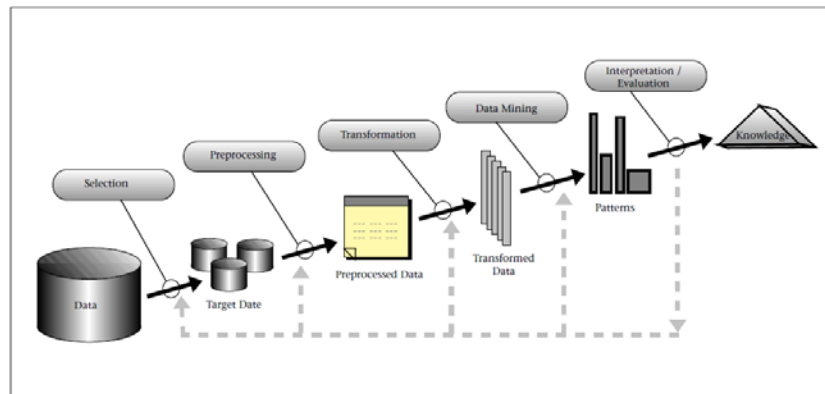 Interpretation /
Evaluation
Data Mining
Transformation
Preprocessing
Selection
Knowledge
Patterns
Transformed
Data
Preprocessed Data
Target Date
Data